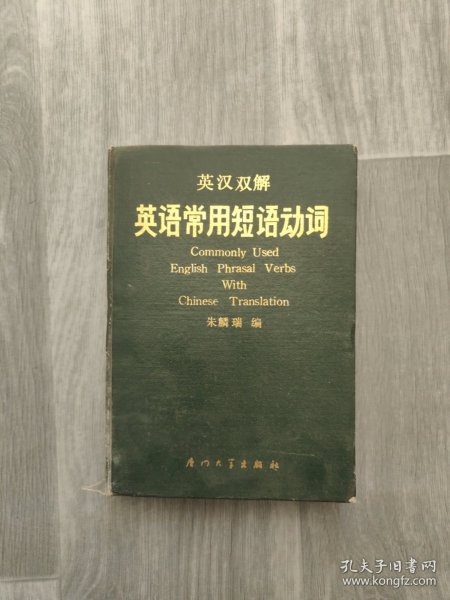 英汉双解
英语常用短语动词
Commonly Used
English Phrasal Verbs
With
Chinese Translation
朱麟瑞 编
厦门大学出版社
孔夫子旧书网
www.kongfz.com